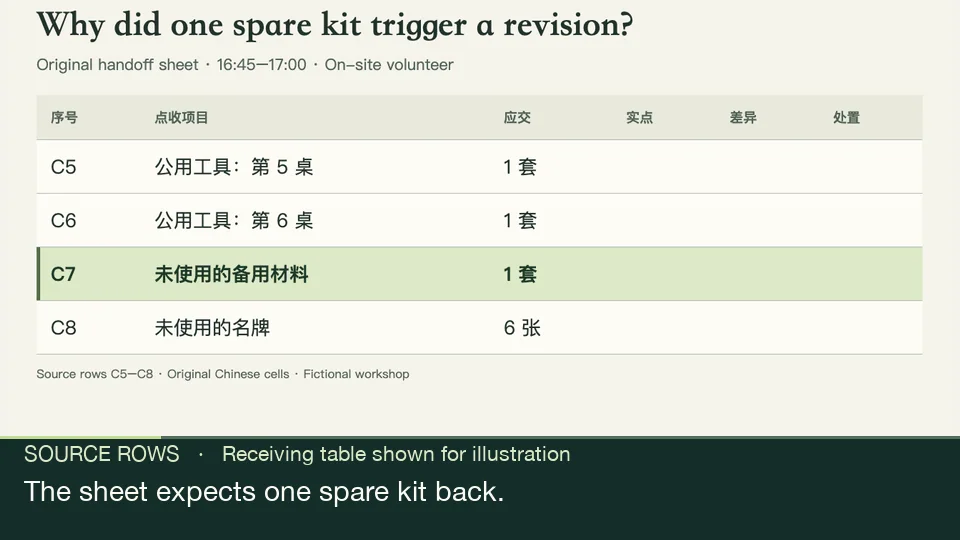 Why did one spare kit trigger a revision?
Original handoff sheet · 16:45—17:00 · On-site volunteer
序号 点收项目 应交 实点 差异 处置
C5 公用工具：第 5 桌 1 套
C6 公用工具：第 6 桌 1 套
C7 未使用的备用材料 1 套
C8 未使用的名牌 6 张
Source rows C5—C8 · Original Chinese cells · Fictional workshop
SOURCE ROWS · Receiving table shown for illustration
The sheet expects one spare kit back.